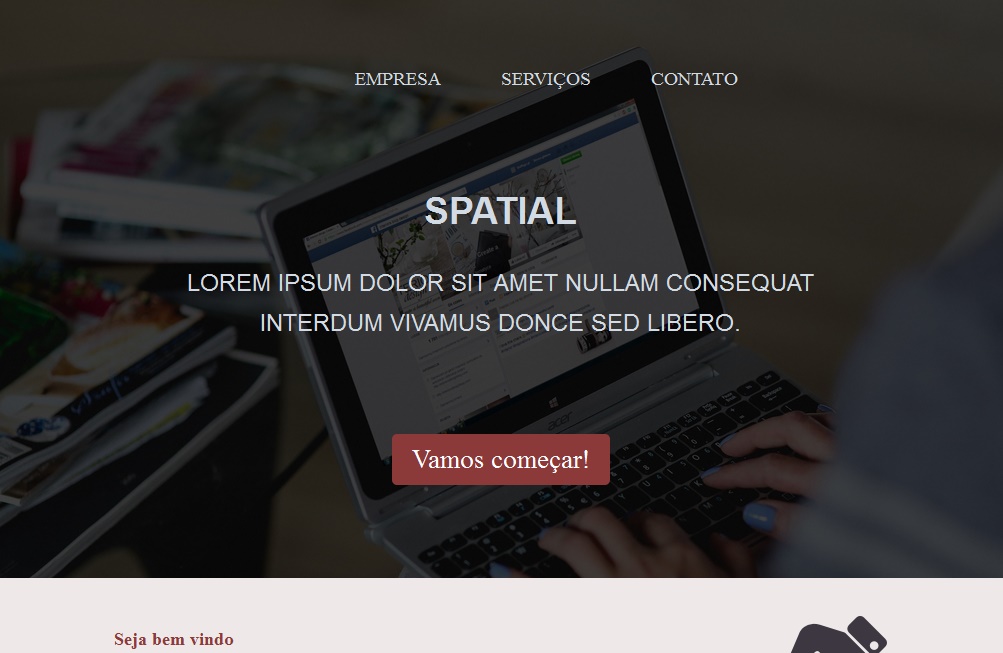 EMPRESA SERVIÇOS CONTATO
SPATIAL
LOREM IPSUM DOLOR SIT AMET NULLAM CONSEQUAT
INTERDUM VIVAMUS DONCE SED LIBERO.
acer
Vamos começar!
Seja bem vindo